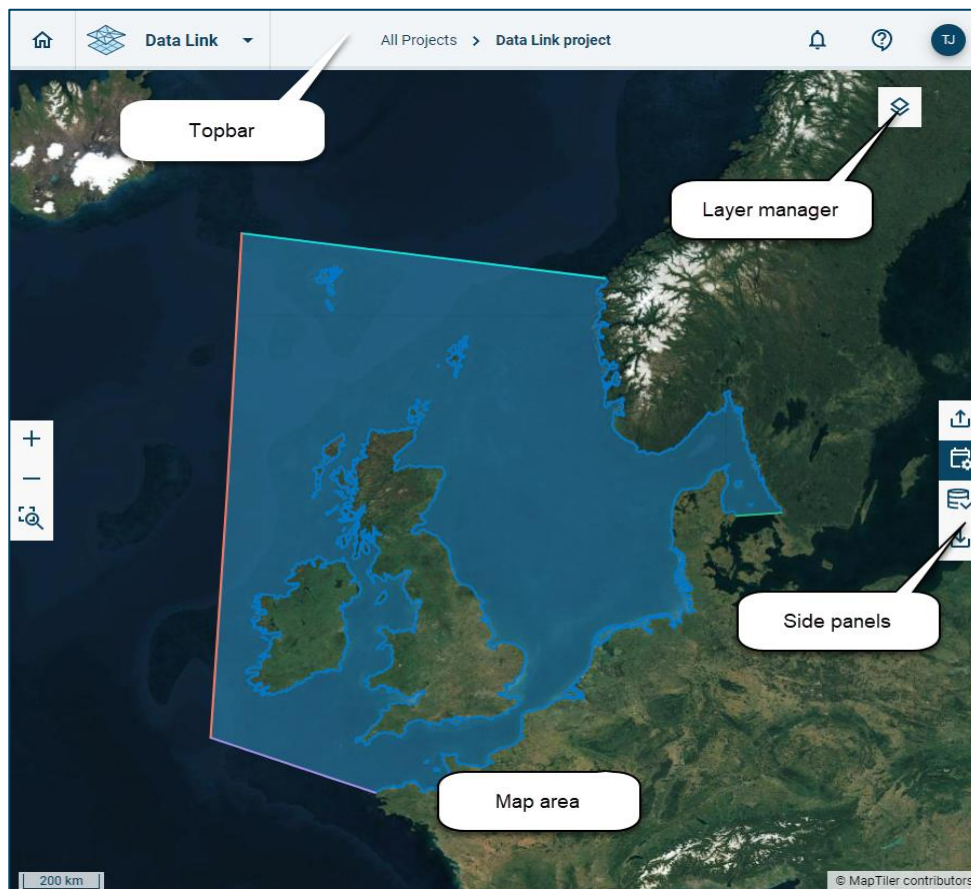 Data Link
All Projects > Data Link project
TJ
Topbar
Layer manager
Side panels
Map area
200 km
© MapTiler contributors